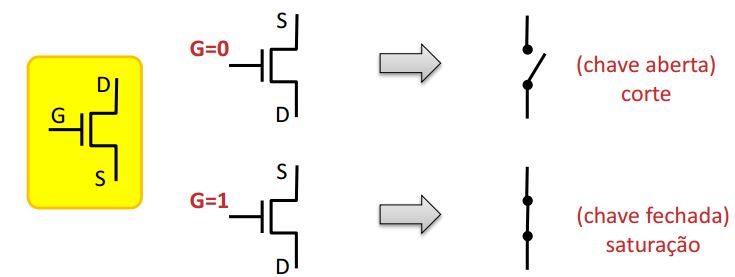 D
G
S
S
G=0
D
(chave aberta)
corte
S
G=1
D
(chave fechada)
saturação